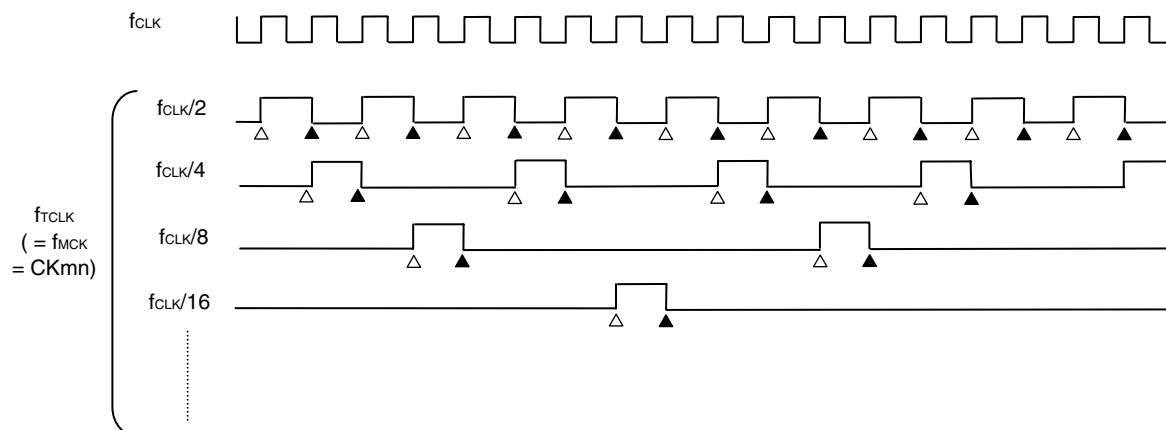 fCLK
fCLK/2
fCLK/4
fCLK/8
fCLK/16
fTCLK
( = fMCK
= CKmn)